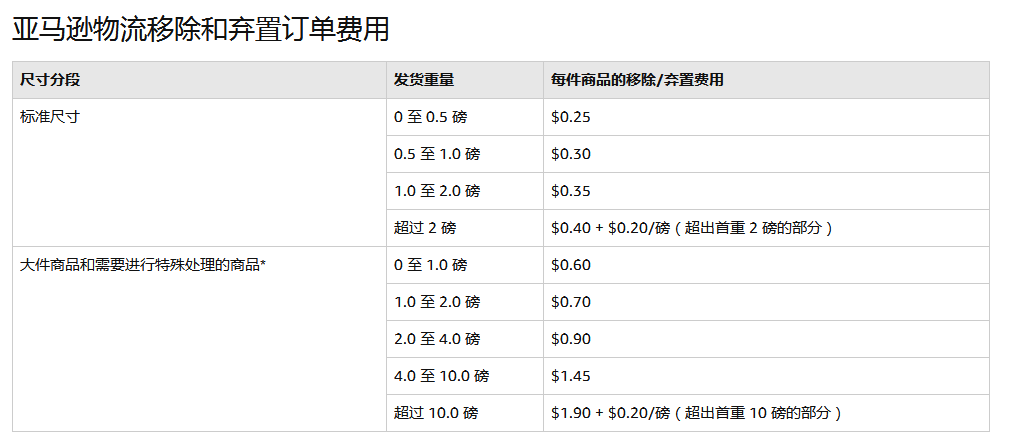 亚马逊物流移除和弃置订单费用
尺寸分段 发货重量 每件商品的移除/弃置费用
标准尺寸 0 至 0.5 磅 $0.25
0.5 至 1.0 磅 $0.30
1.0 至 2.0 磅 $0.35
超过 2 磅 $0.40 + $0.20/磅（超出首重 2 磅的部分）
大件商品和需要进行特殊处理的商品* 0 至 1.0 磅 $0.60
1.0 至 2.0 磅 $0.70
2.0 至 4.0 磅 $0.90
4.0 至 10.0 磅 $1.45
超过 10.0 磅 $1.90 + $0.20/磅（超出首重 10 磅的部分）